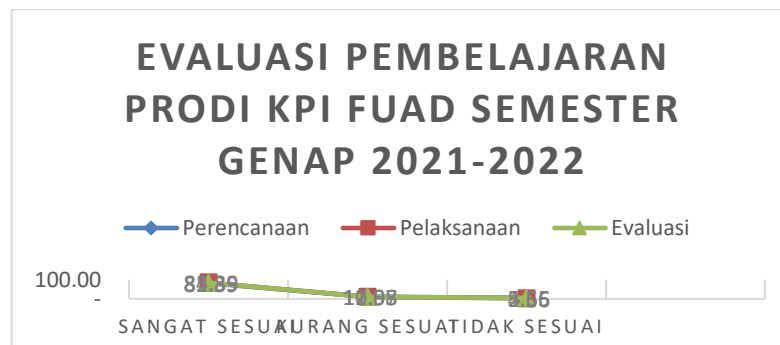 EVALUASI PEMBELAJARAN
PRODI KPI FUAD SEMESTER
GENAP 2021-2022
Perencanaan Pelaksanaan Evaluasi
100.00
-
SANGAT SESUAI KURANG SESUAI TIDAK SESUAI